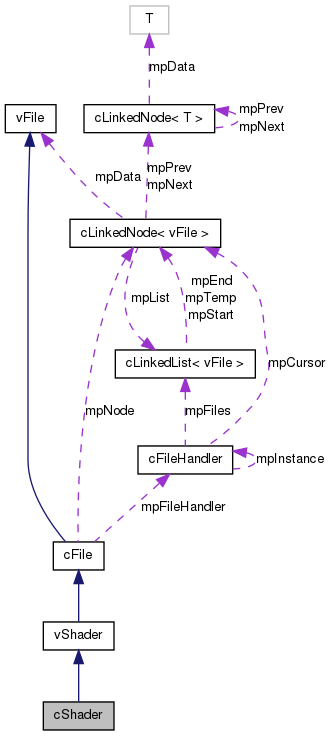 T
mpData
vFile
cLinkedNode< T >
mpPrev
mpNext
mpData
mpPrev
mpNext
cLinkedNode< vFile >
mpList
mpEnd
mpTemp
mpStart
cLinkedList< vFile >
mpCursor
mpNode
mpFiles
cFileHandler
mpInstance
mpFileHandler
cFile
vShader
cShader